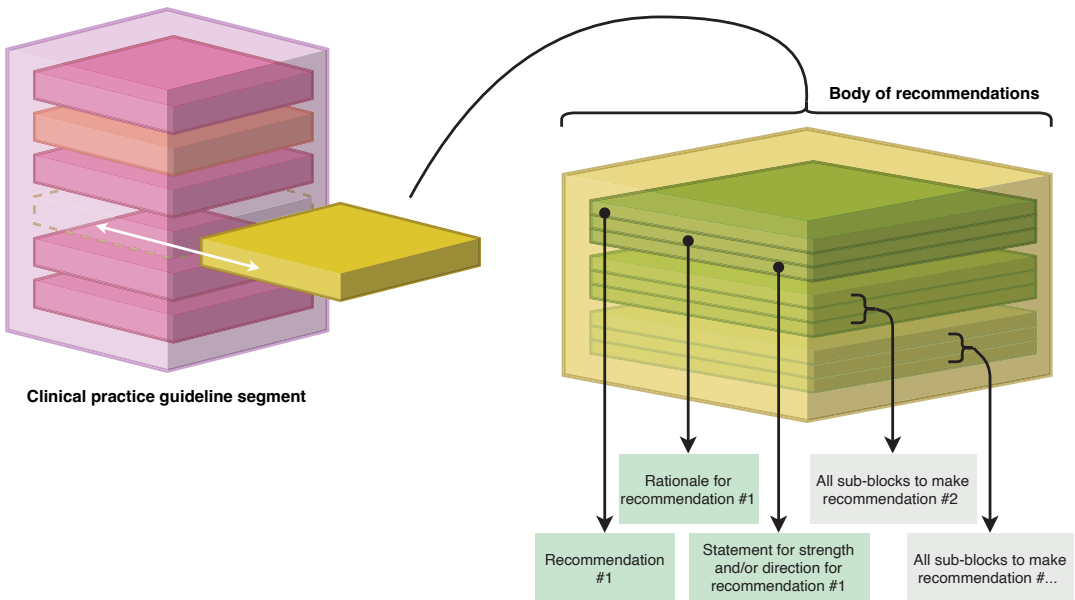 Body of recommendations
Clinical practice guideline segment
Rationale for
recommendation #1
All sub-blocks to make
recommendation #2
Recommendation
#1
Statement for strength
and/or direction for
recommendation #1
All sub-blocks to make
recommendation #...